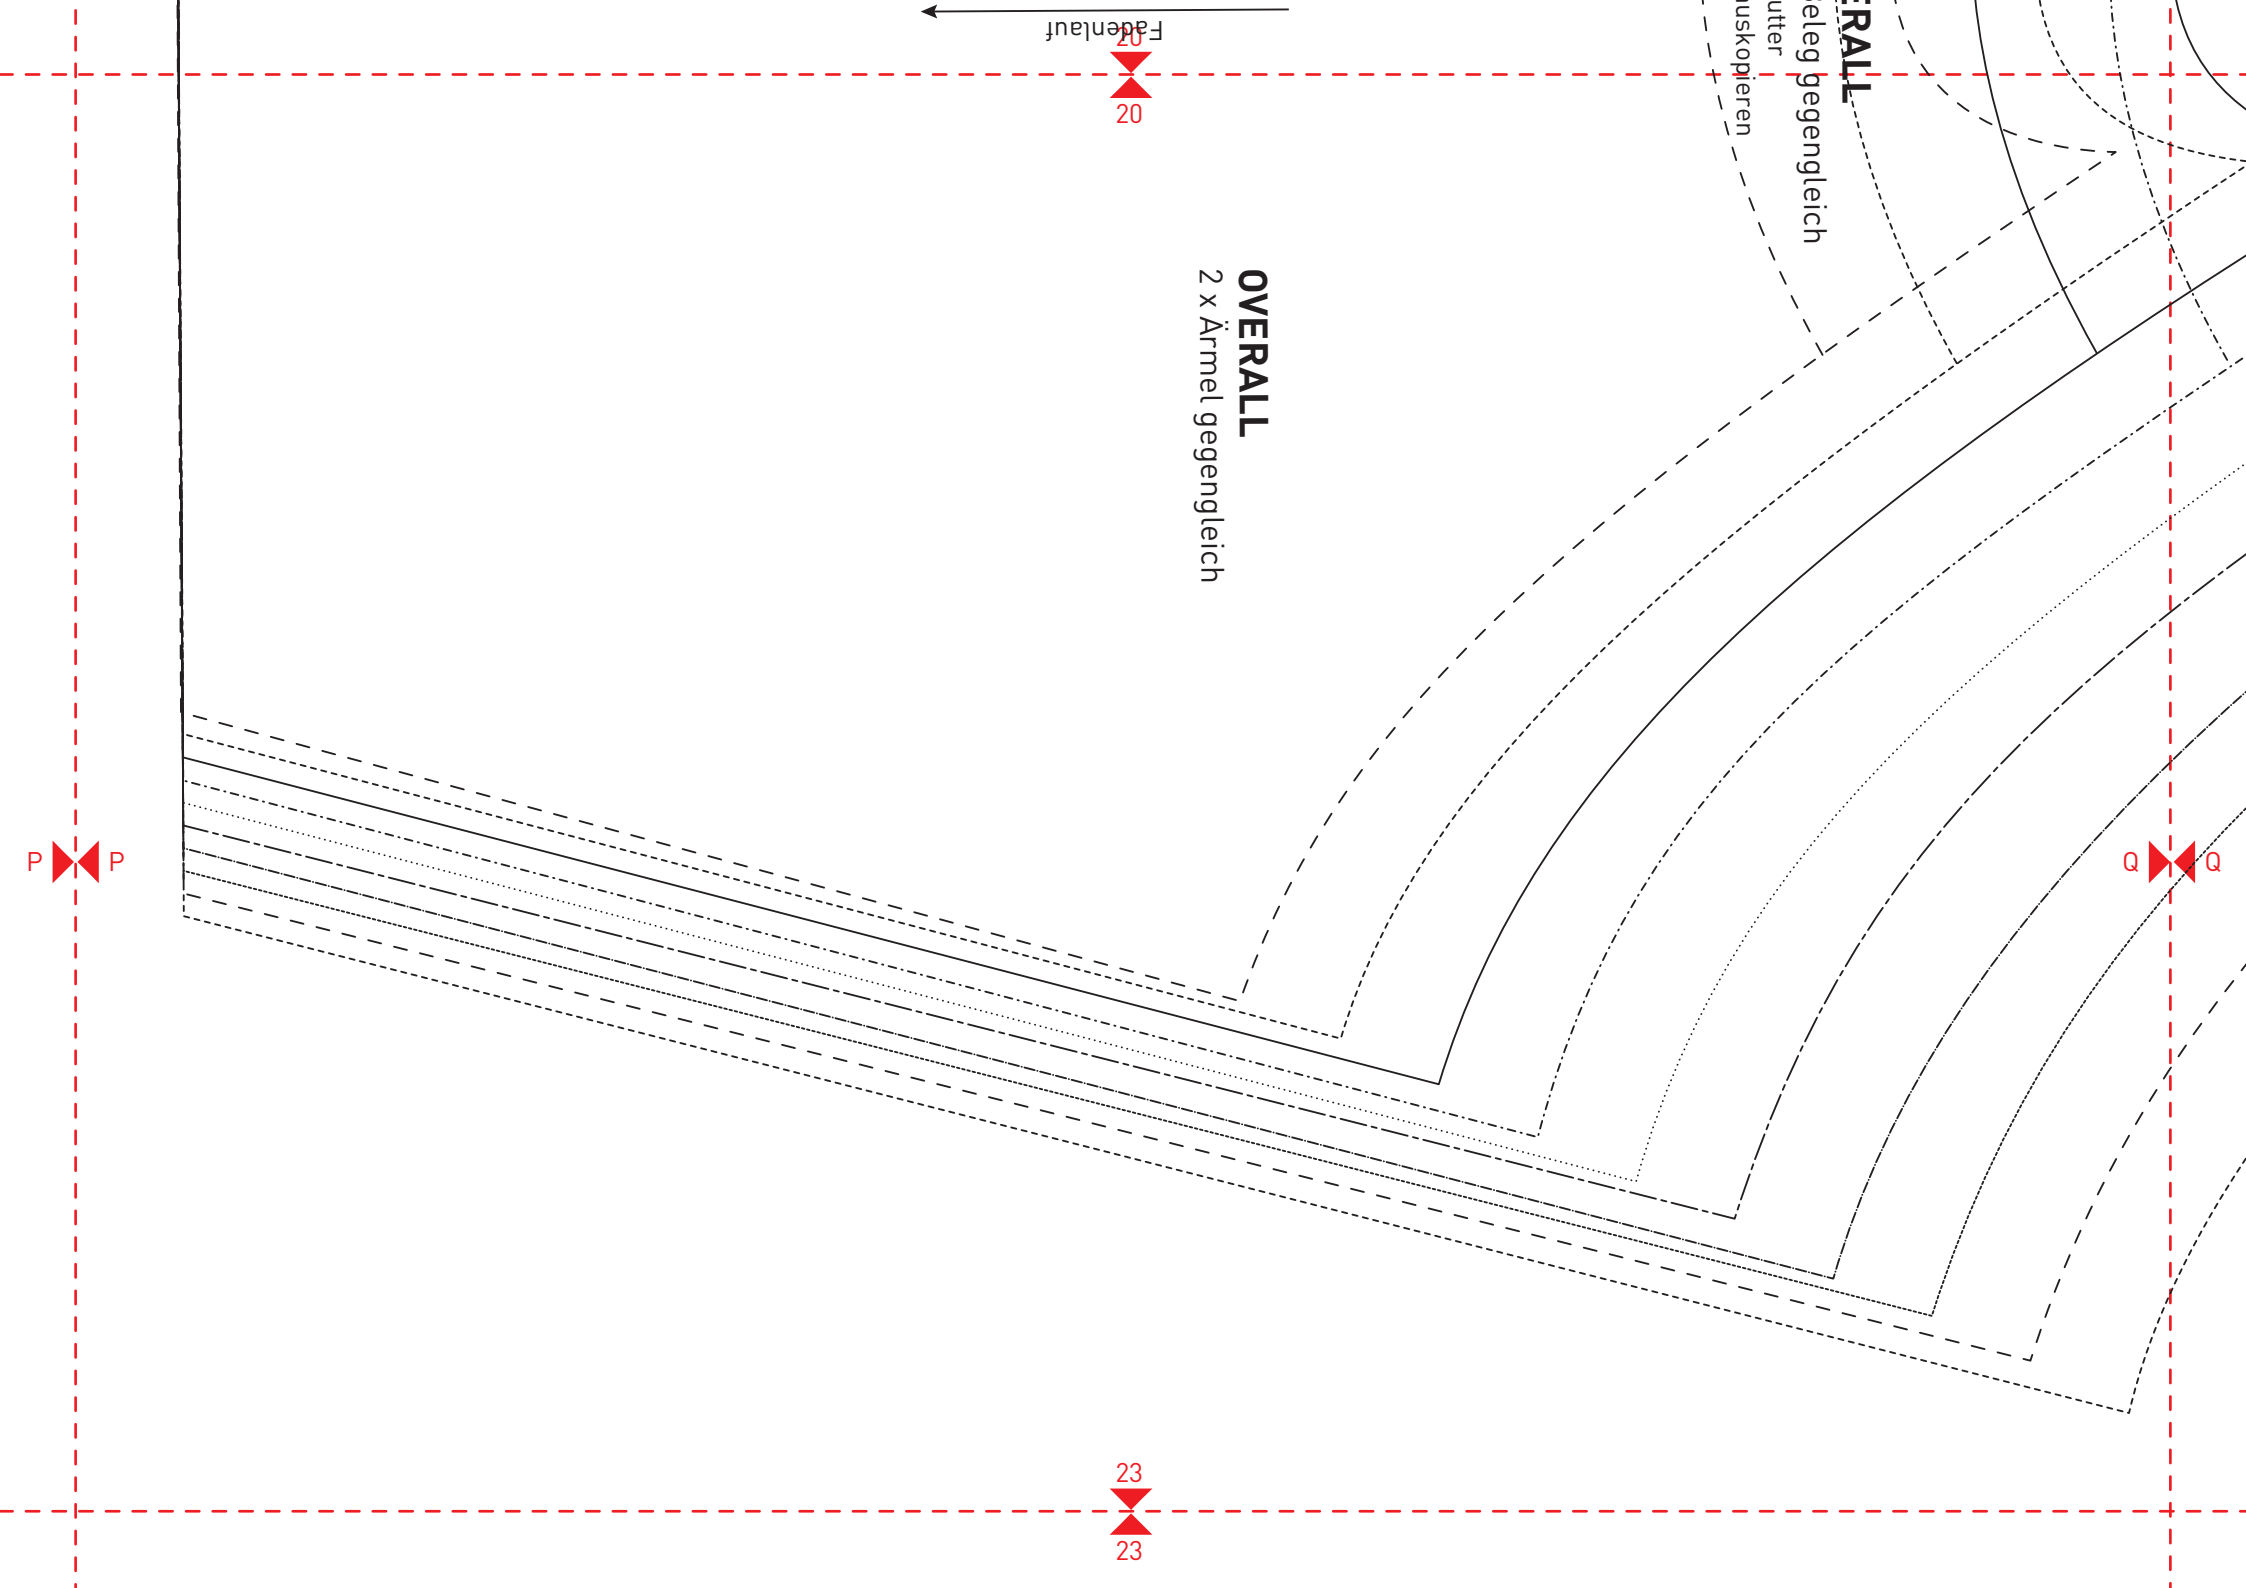 Fadenlauf
20
20
ERALL
eleg gegengleich
utter
uskopieren
OVERALL
2 x Ärmel gegengleich
P
P
Q
Q
23
23